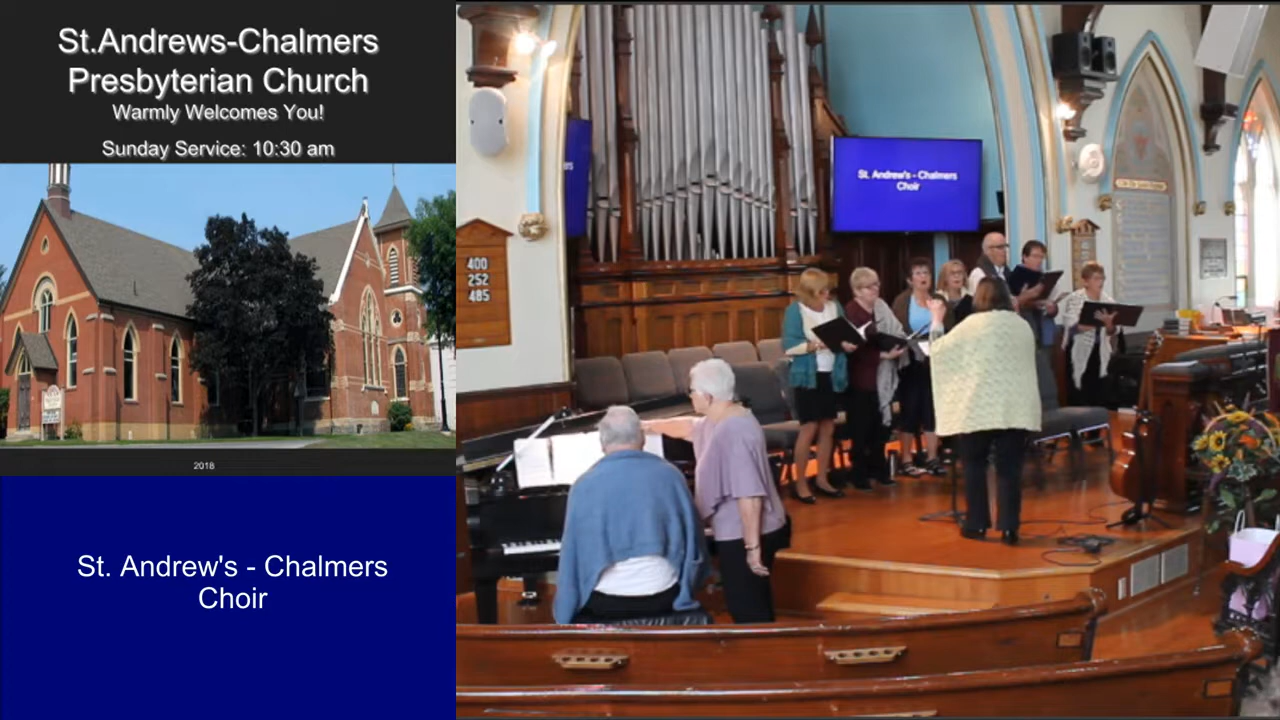 St.Andrews-Chalmers
Presbyterian Church
Warmly Welcomes You!
Sunday Service: 10:30 am
2018
St. Andrew's - Chalmers
Choir
400
252
485
St. Andrew's - Chalmers
Choir